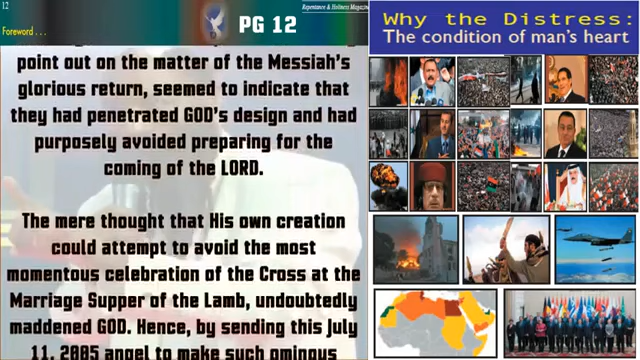 12
Repentance & Holiness Magazine
PG 12
Foreword . . .
point out on the matter of the Messiah's
glorious return, seemed to indicate that
they had penetrated GOD's design and had
purposely avoided preparing for the
coming of the LORD.
The mere thought that His own creation
could attempt to avoid the most
momentous celebration of the Cross at the
Marriage Supper of the Lamb, undoubtedly
maddened GOD. Hence, by sending this July
11, 2005 angel to make such ominous
Why the Distress:
The condition of man's heart